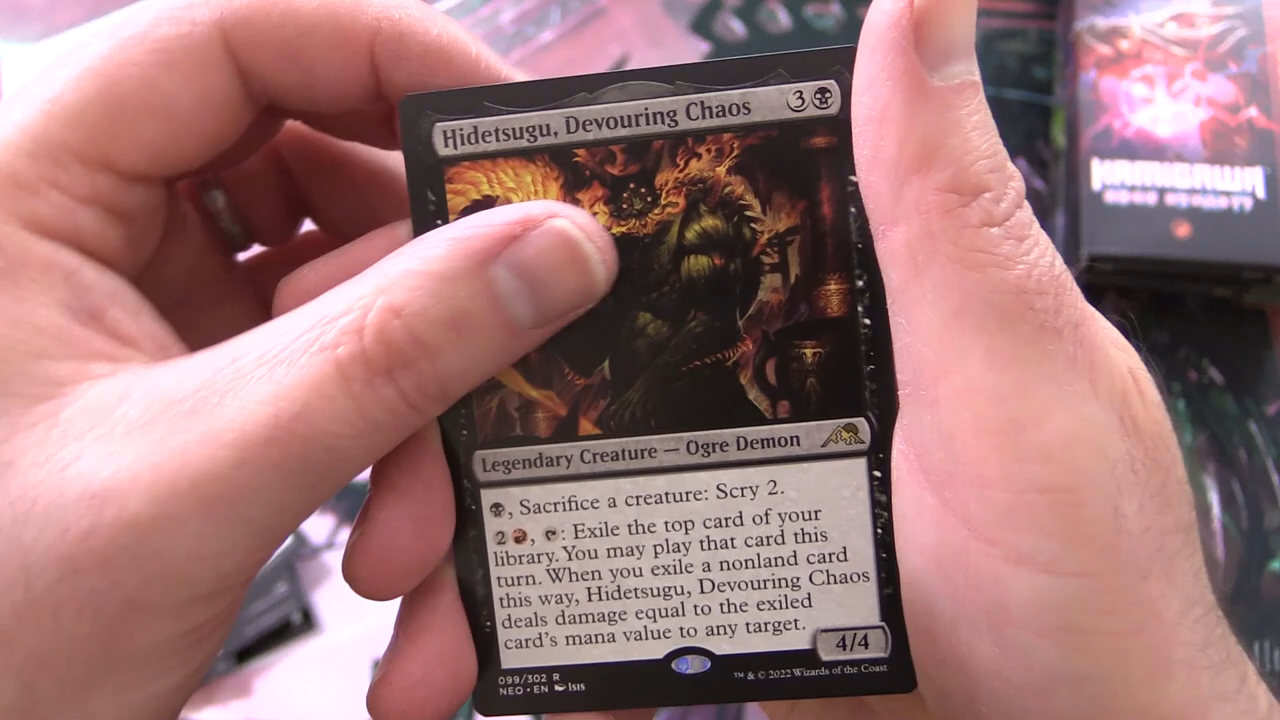 Hidetsugu, Devouring Chaos 3
KAMIGAWA
Legendary Creature — Ogre Demon
, Sacrifice a creature: Scry 2.
2 , : Exile the top card of your
library. You may play that card this
turn. When you exile a nonland card
this way, Hidetsugu, Devouring Chaos
deals damage equal to the exiled
card's mana value to any target.
4/4
099/302 R
NEO • EN Isis
™ & © 2022 Wizards of the Coast